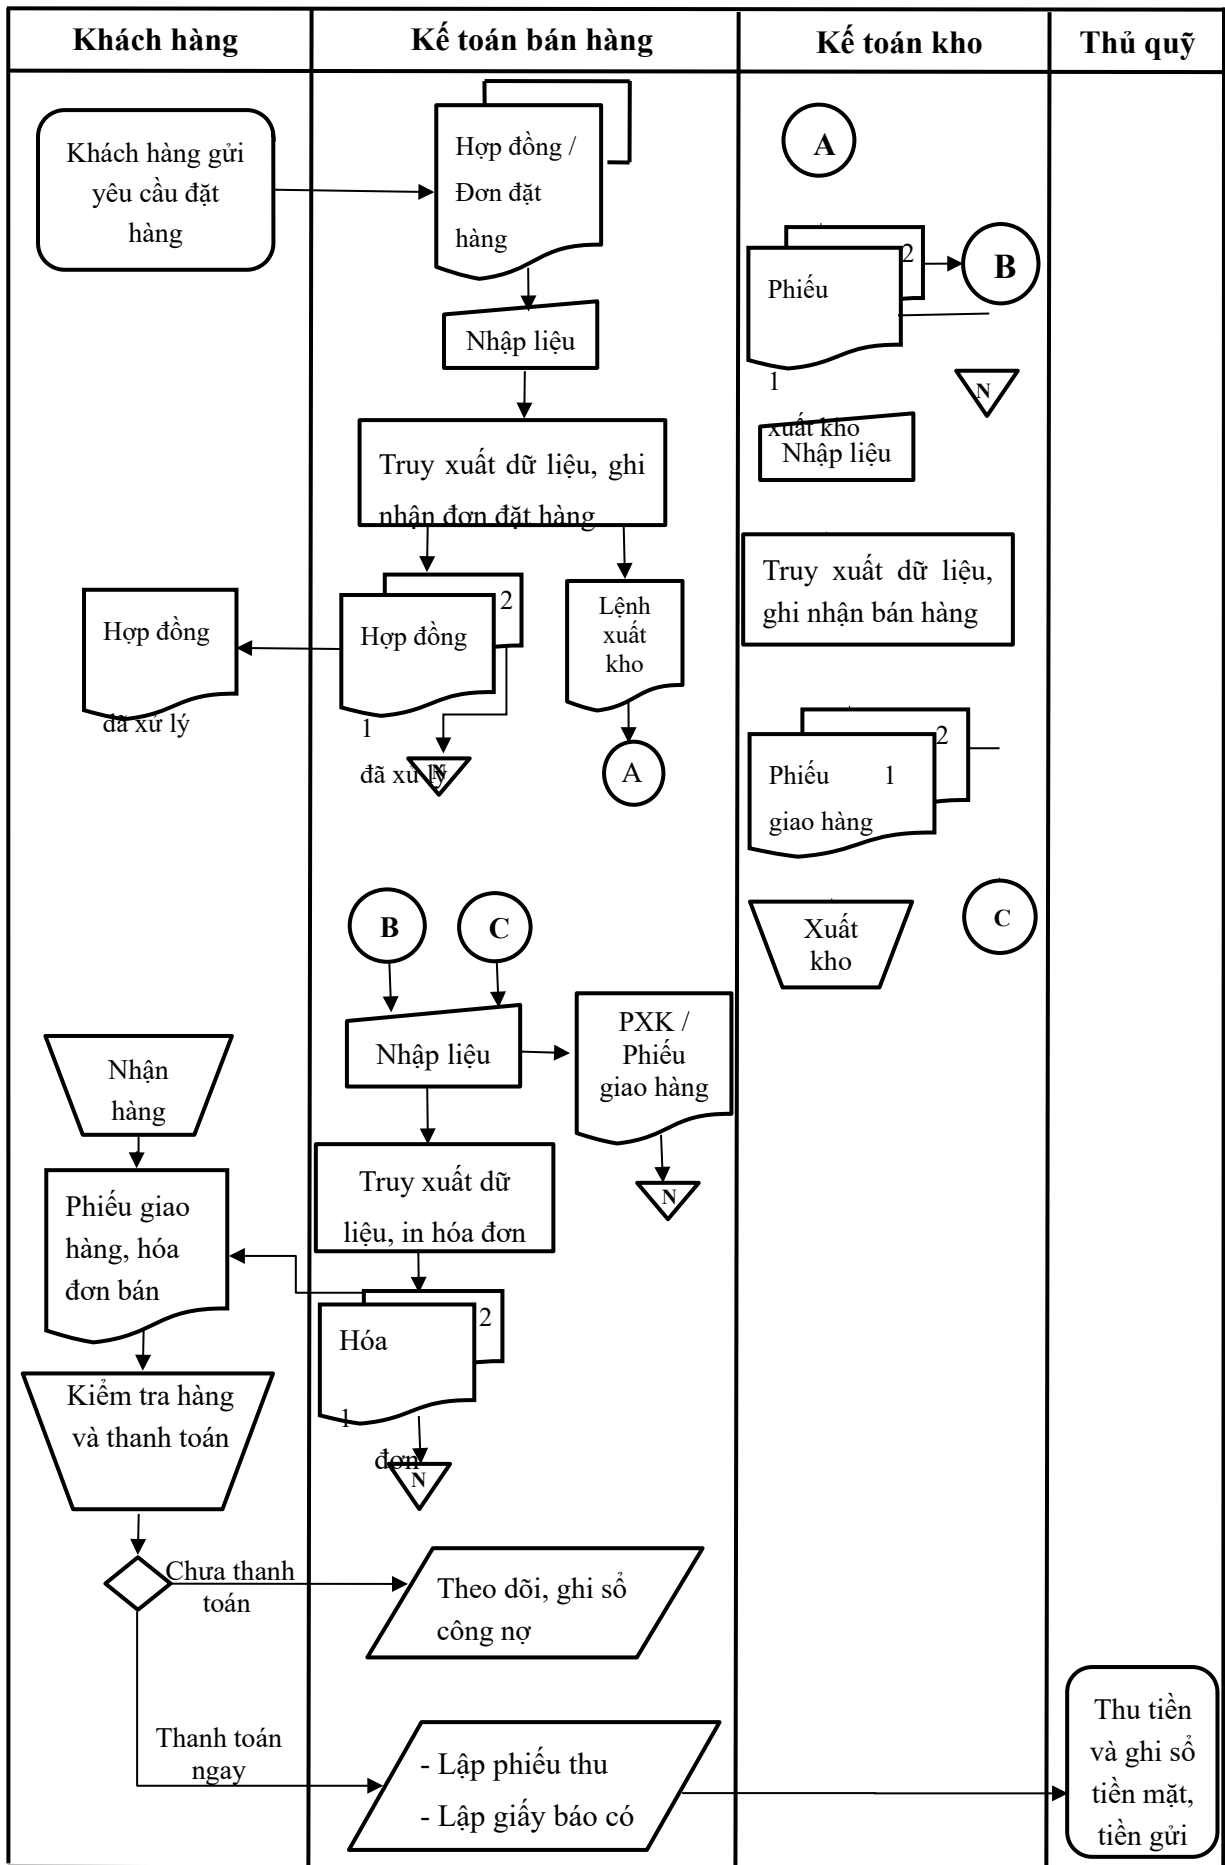 Khách hàng
Kế toán bán hàng
Kế toán kho
Thủ quỹ
Khách hàng gửi
yêu cầu đặt
hàng
Hợp đồng /
Đơn đặt
hàng
Nhập liệu
Truy xuất dữ liệu, ghi
nhận đơn đặt hàng
Hợp đồng
đã xử lý
2
Hợp đồng
1
đã xử lý
N
Lệnh
xuất
kho
A
A
2
B
Phiếu
1
xuất kho
N
Nhập liệu
Truy xuất dữ liệu,
ghi nhận bán hàng
2
Phiếu 1
giao hàng
Xuất
kho
C
B
C
Nhập liệu
PXK /
Phiếu
giao hàng
N
Truy xuất dữ
liệu, in hóa đơn
2
Hóa
1
đơn
N
Nhận
hàng
Phiếu giao
hàng, hóa
đơn bán
Kiểm tra hàng
và thanh toán
Chưa thanh
toán
Theo dõi, ghi sổ
công nợ
Thanh toán
ngay
- Lập phiếu thu
- Lập giấy báo có
Thu tiền
và ghi sổ
tiền mặt,
tiền gửi